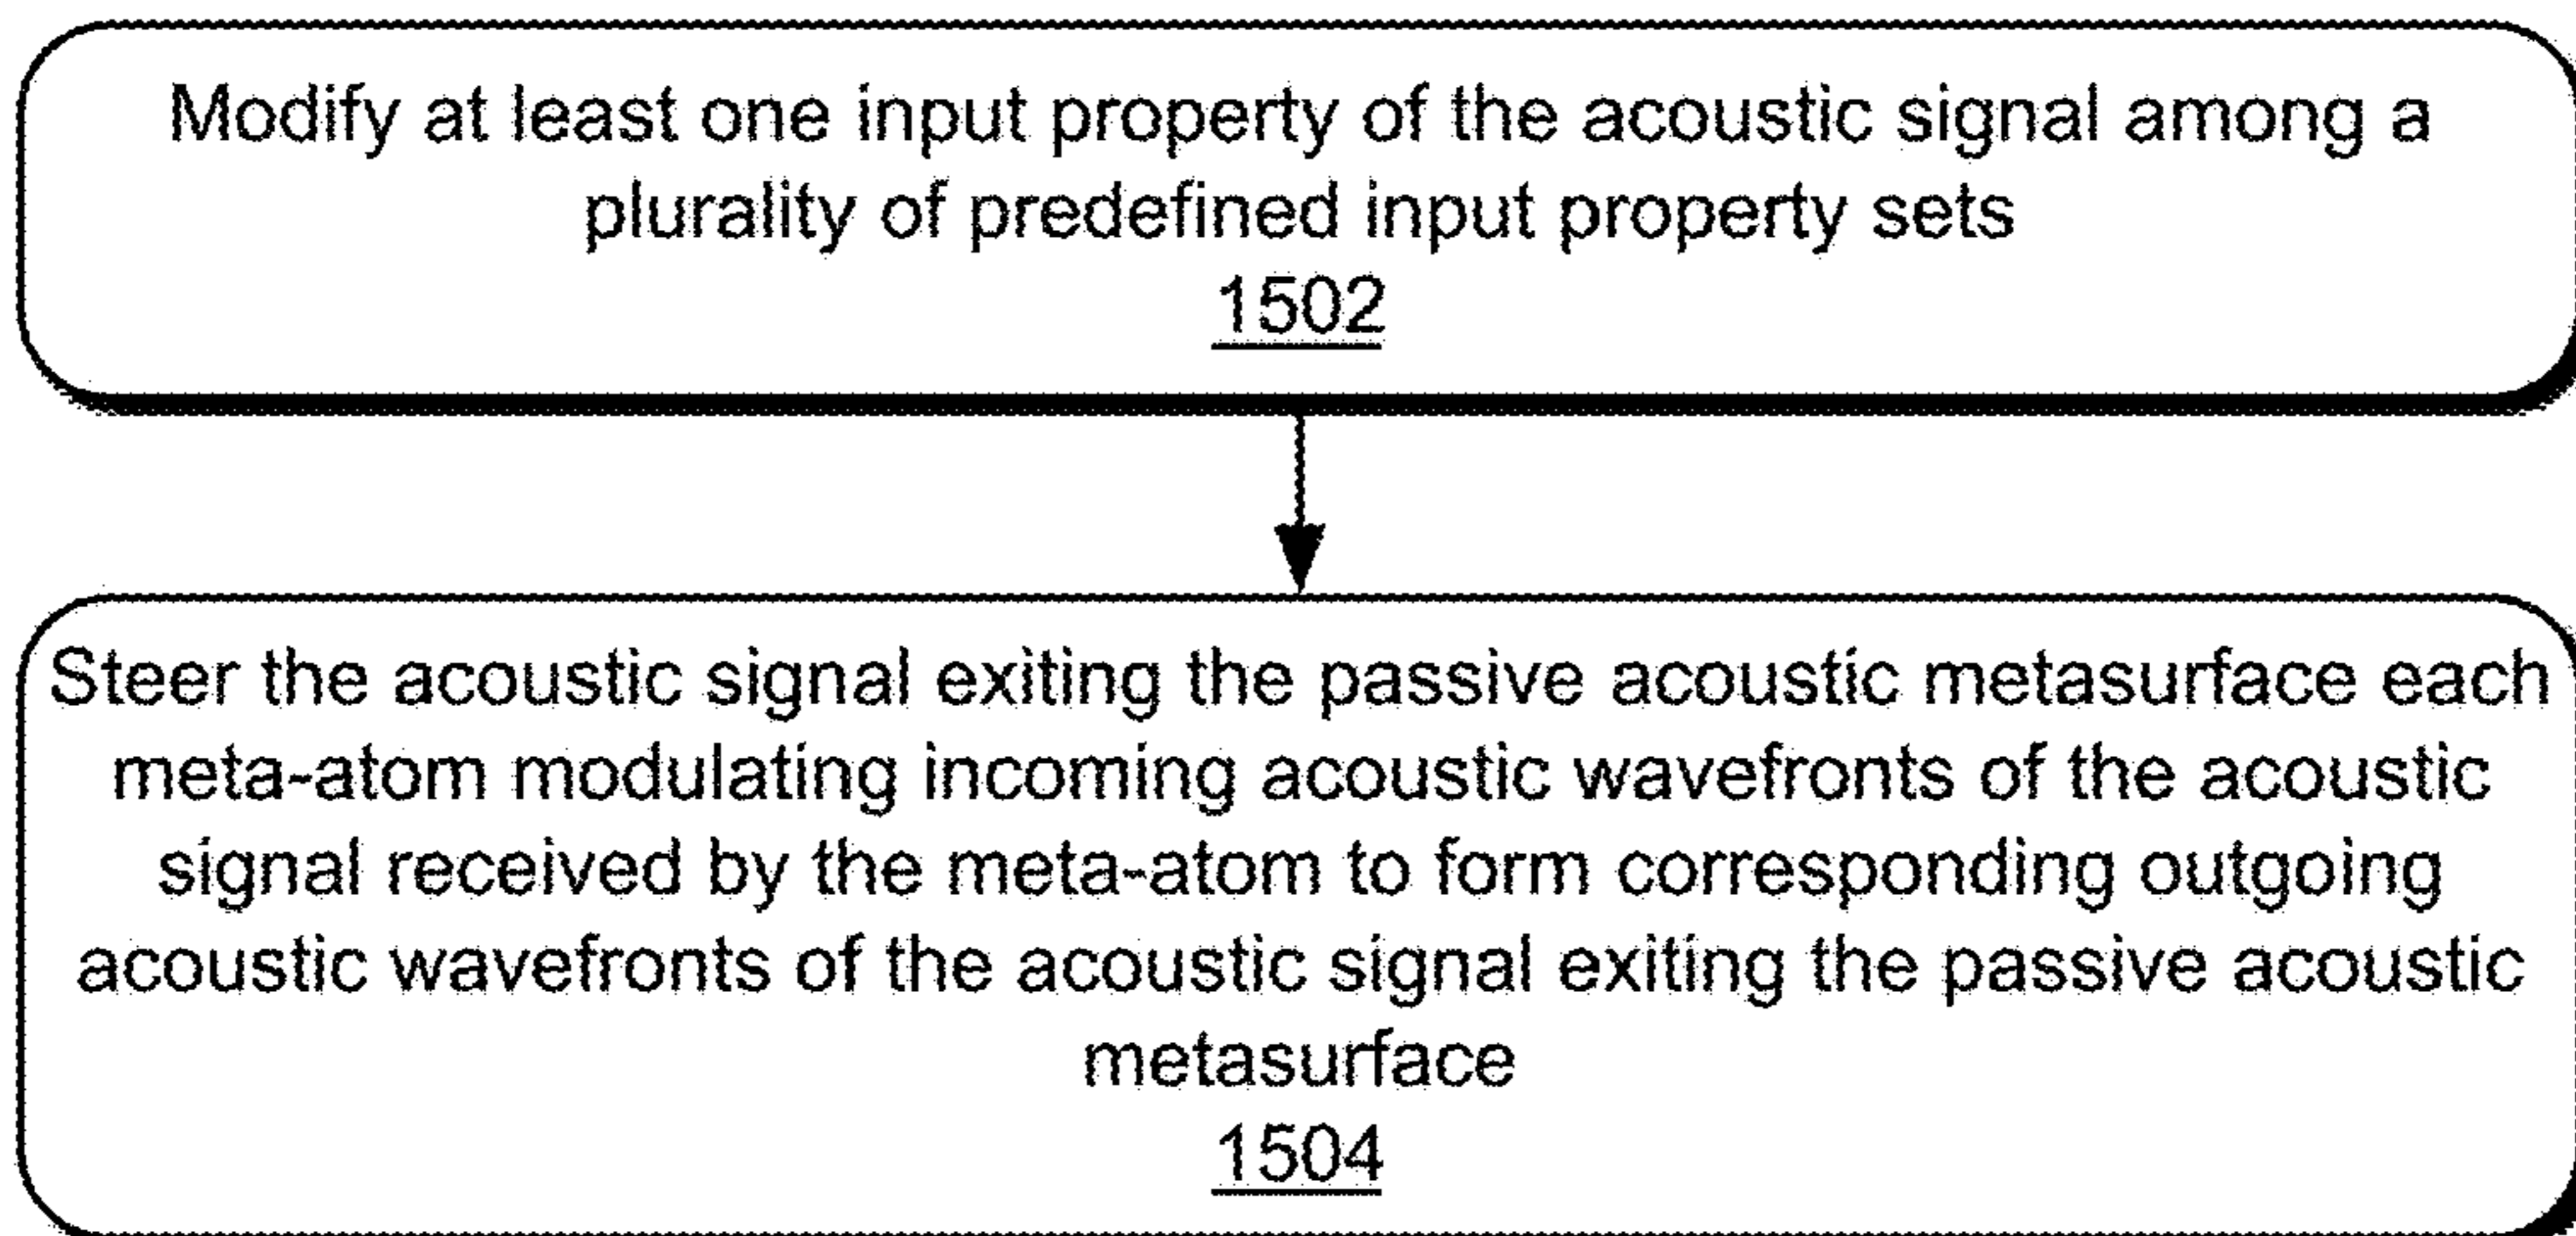 Modify at least one input property of the acoustic signal among a
plurality of predefined input property sets
1502
Steer the acoustic signal exiting the passive acoustic metasurface each
meta-atom modulating incoming acoustic wavefronts of the acoustic
signal received by the meta-atom to form corresponding outgoing
acoustic wavefronts of the acoustic signal exiting the passive acoustic
metasurface
1504